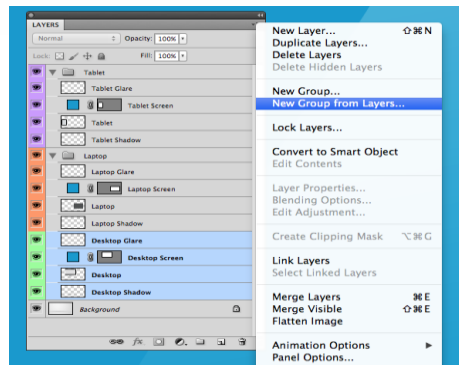 LAYERS
Normal Opacity: 100%
Lock: Fill: 100%
Tablet
Tablet Glare
Tablet Screen
Tablet
Tablet Shadow
Laptop
Laptop Glare
Laptop Screen
Laptop
Laptop Shadow
Desktop Glare
Desktop Screen
Desktop
Desktop Shadow
Background
fx
New Layer... ⇧⌘N
Duplicate Layers...
Delete Layers
Delete Hidden Layers
New Group...
New Group from Layers...
Lock Layers...
Convert to Smart Object
Edit Contents
Layer Properties...
Blending Options...
Edit Adjustment...
Create Clipping Mask ⌥⌘G
Link Layers
Select Linked Layers
Merge Layers ⌘E
Merge Visible ⇧⌘E
Flatten Image
Animation Options
Panel Options...